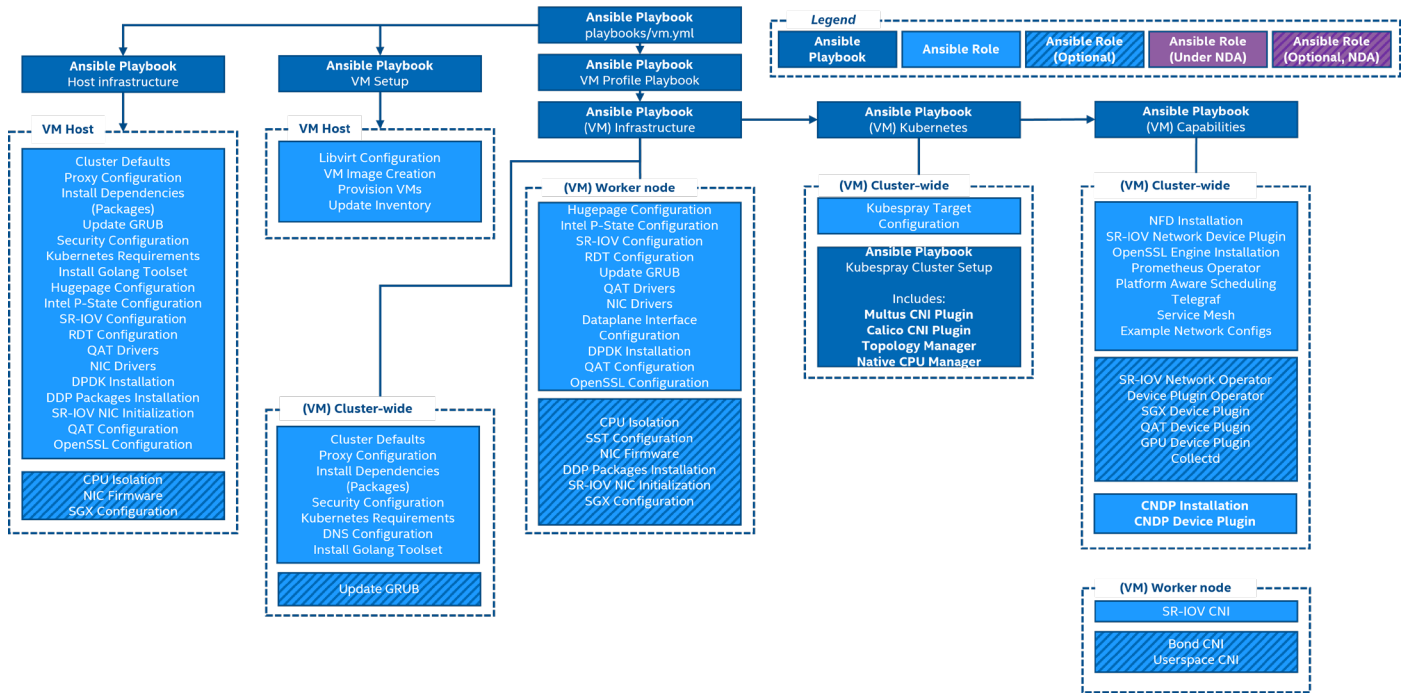 Ansible Playbook
playbooks/vm.yml
Legend
Ansible
Playbook
Ansible Role
Ansible Role
(Optional)
Ansible Role
(Under NDA)
Ansible Role
(Optional, NDA)
Ansible Playbook
Host infrastructure
Ansible Playbook
VM Setup
Ansible Playbook
VM Profile Playbook
Ansible Playbook
(VM) Infrastructure
Ansible Playbook
(VM) Kubernetes
Ansible Playbook
(VM) Capabilities
VM Host
Cluster Defaults
Proxy Configuration
Install Dependencies
(Packages)
Update GRUB
Security Configuration
Kubernetes Requirements
Install Golang Toolset
Hugepage Configuration
Intel P-State Configuration
SR-IOV Configuration
RDT Configuration
QAT Drivers
NIC Drivers
DPDK Installation
DDP Packages Installation
SR-IOV NIC Initialization
QAT Configuration
OpenSSL Configuration
CPU Isolation
NIC Firmware
SGX Configuration
VM Host
Libvirt Configuration
VM Image Creation
Provision VMs
Update Inventory
(VM) Cluster-wide
Cluster Defaults
Proxy Configuration
Install Dependencies
(Packages)
Security Configuration
Kubernetes Requirements
DNS Configuration
Install Golang Toolset
Update GRUB
(VM) Worker node
Hugepage Configuration
Intel P-State Configuration
SR-IOV Configuration
RDT Configuration
Update GRUB
QAT Drivers
NIC Drivers
Dataplane Interface
Configuration
DPDK Installation
QAT Configuration
OpenSSL Configuration
CPU Isolation
SST Configuration
NIC Firmware
DDP Packages Installation
SR-IOV NIC Initialization
SGX Configuration
(VM) Cluster-wide
Kubespray Target
Configuration
Ansible Playbook
Kubespray Cluster Setup
Includes:
Multus CNI Plugin
Calico CNI Plugin
Topology Manager
Native CPU Manager
(VM) Cluster-wide
NFD Installation
SR-IOV Network Device Plugin
OpenSSL Engine Installation
Prometheus Operator
Platform Aware Scheduling
Telegraf
Service Mesh
Example Network Configs
SR-IOV Network Operator
Device Plugin Operator
SGX Device Plugin
QAT Device Plugin
GPU Device Plugin
Collectd
CNDP Installation
CNDP Device Plugin
(VM) Worker node
SR-IOV CNI
Bond CNI
Userspace CNI